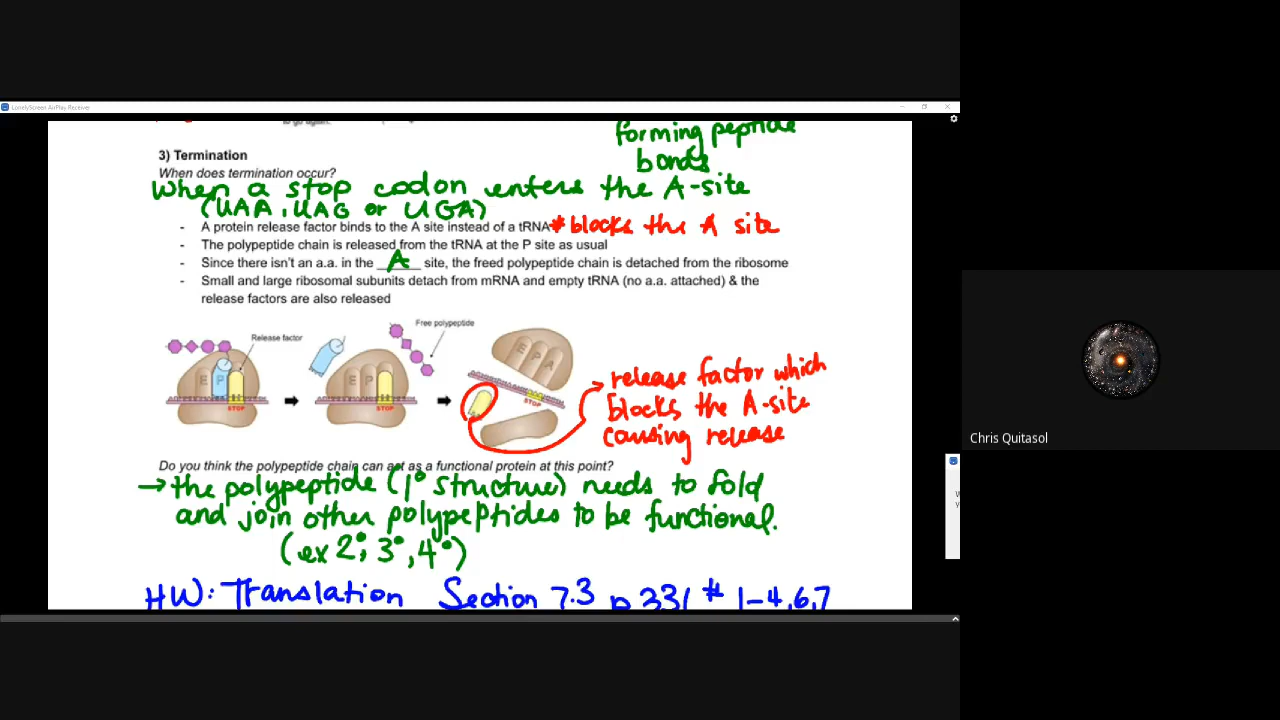 LonelyScreen AirPlay Receiver
to go again.
forming peptide
bonds
3) Termination
When does termination occur?
When a stop codon enters the A-site
(UAA, UAG or UGA)
- A protein release factor binds to the A site instead of a tRNA * blocks the A site
- The polypeptide chain is released from the tRNA at the P site as usual
- Since there isn't an a.a. in the A site, the freed polypeptide chain is detached from the ribosome
- Small and large ribosomal subunits detach from mRNA and empty tRNA (no a.a. attached) & the
release factors are also released
Free polypeptide
Release factor
E P
STOP
E P
STOP
E P A
STOP
release factor which
blocks the A-site
causing release
Do you think the polypeptide chain can act as a functional protein at this point?
→ the polypeptide (1° structure) needs to fold
and join other polypeptides to be functional.
(ex 2°, 3°, 4°)
HW: Translation Section 7.3 p 331 # 1-4,6,7
Chris Quitasol